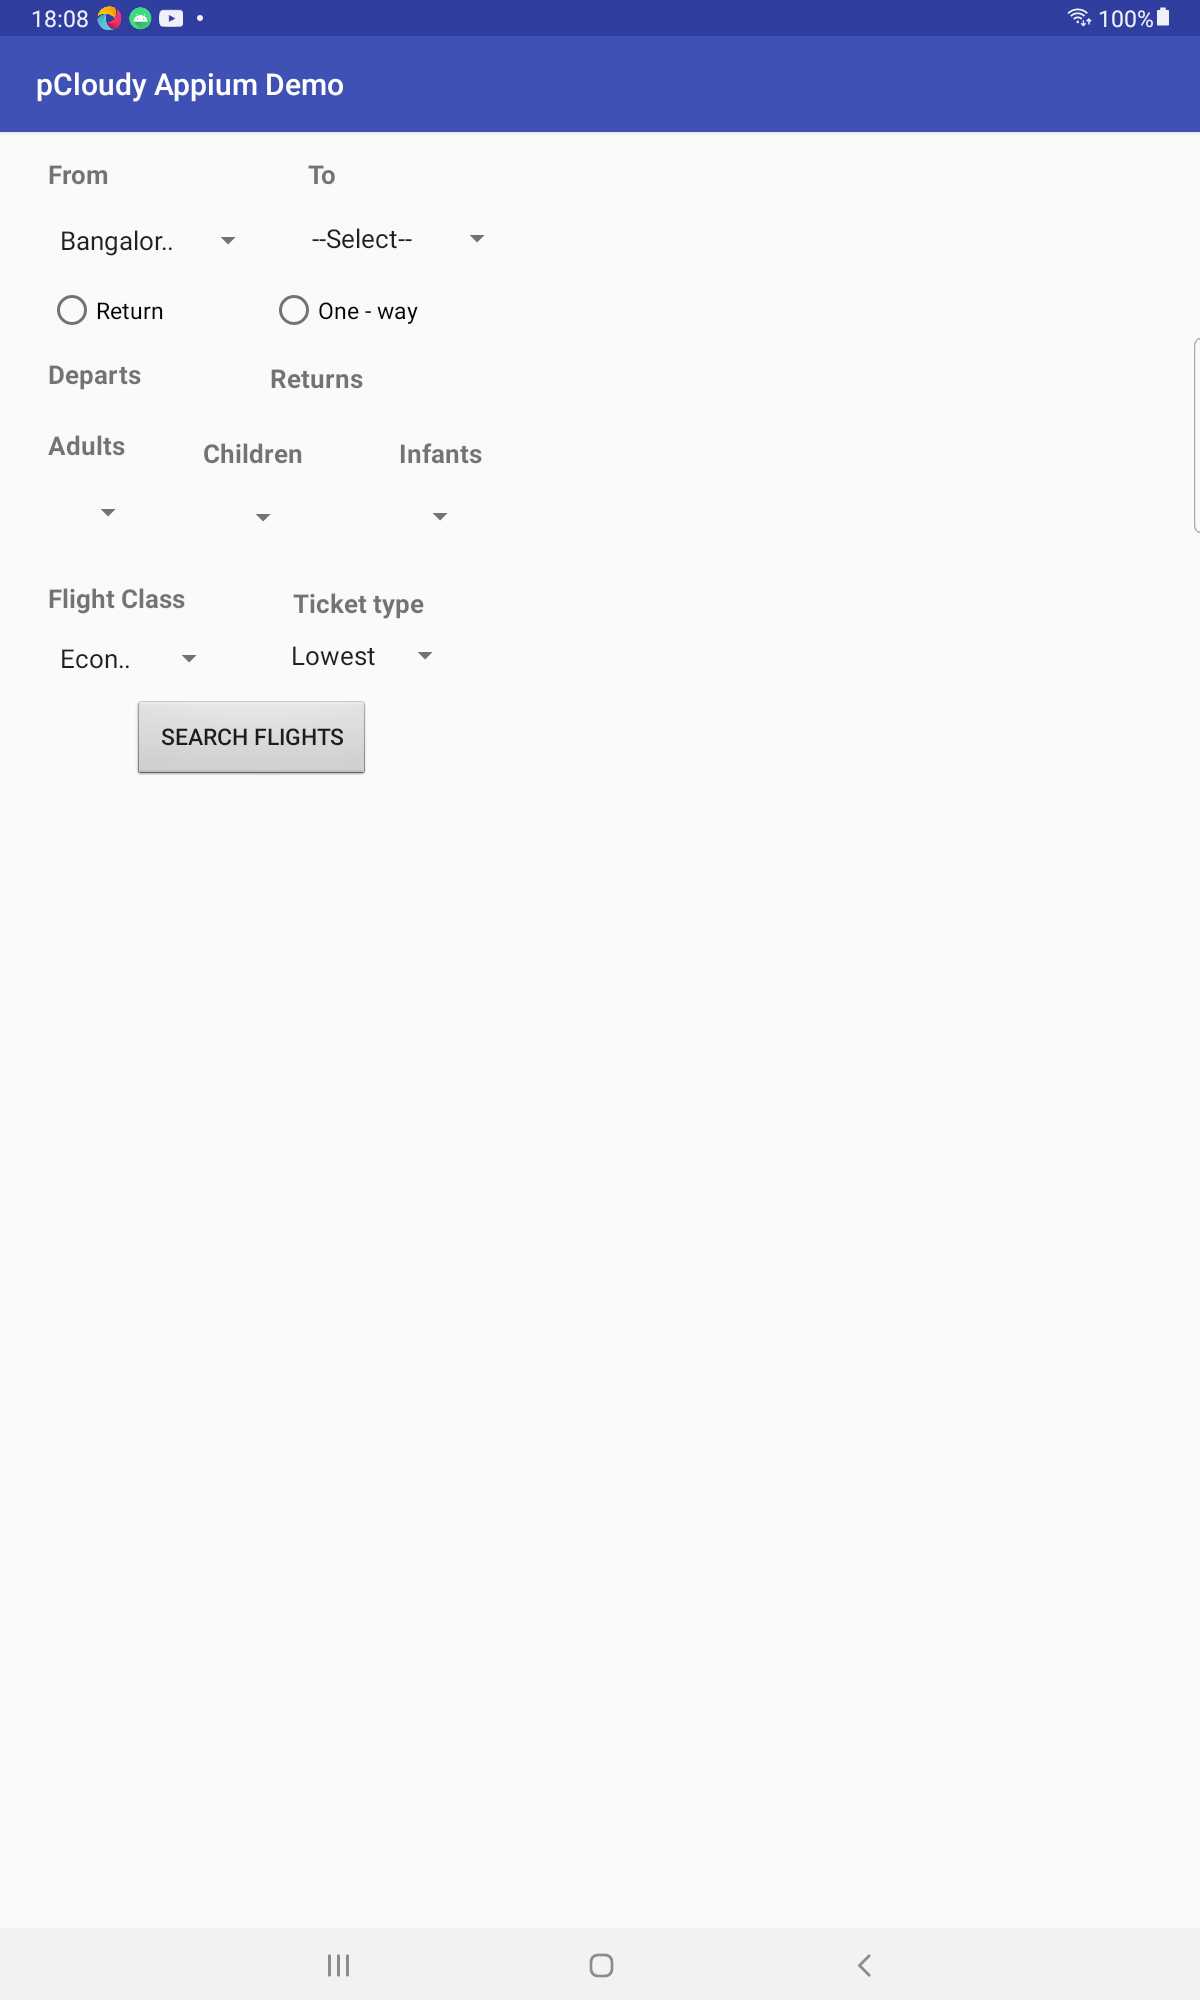 18:08 100%
pCloudy Appium Demo
From To
Bangalor.. --Select--
Return One - way
Departs Returns
Adults Children Infants
Flight Class Ticket type
Econ.. Lowest
SEARCH FLIGHTS